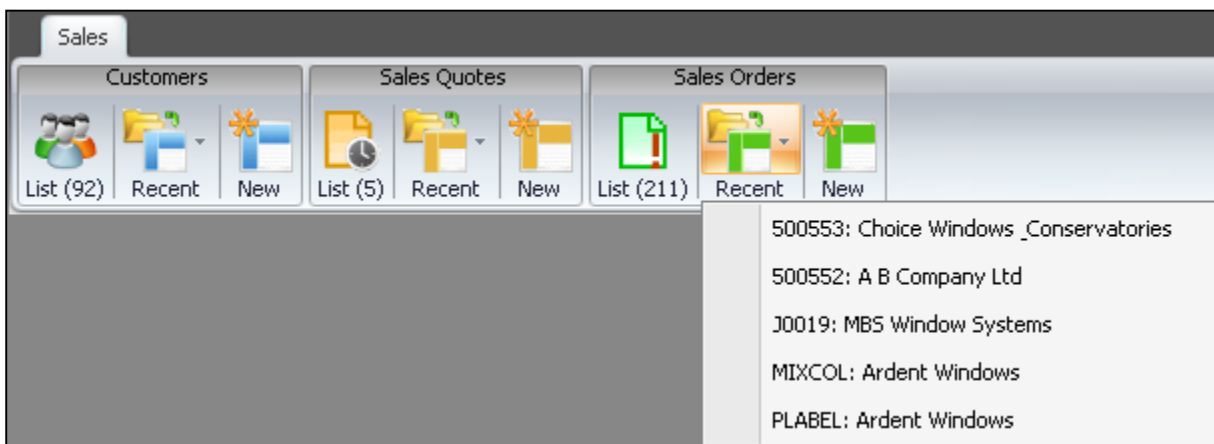 Sales
Customers Sales Quotes Sales Orders
List (92) Recent New List (5) Recent New List (211) Recent New
500553: Choice Windows _Conservatories
500552: A B Company Ltd
J0019: MBS Window Systems
MIXCOL: Ardent Windows
PLABEL: Ardent Windows